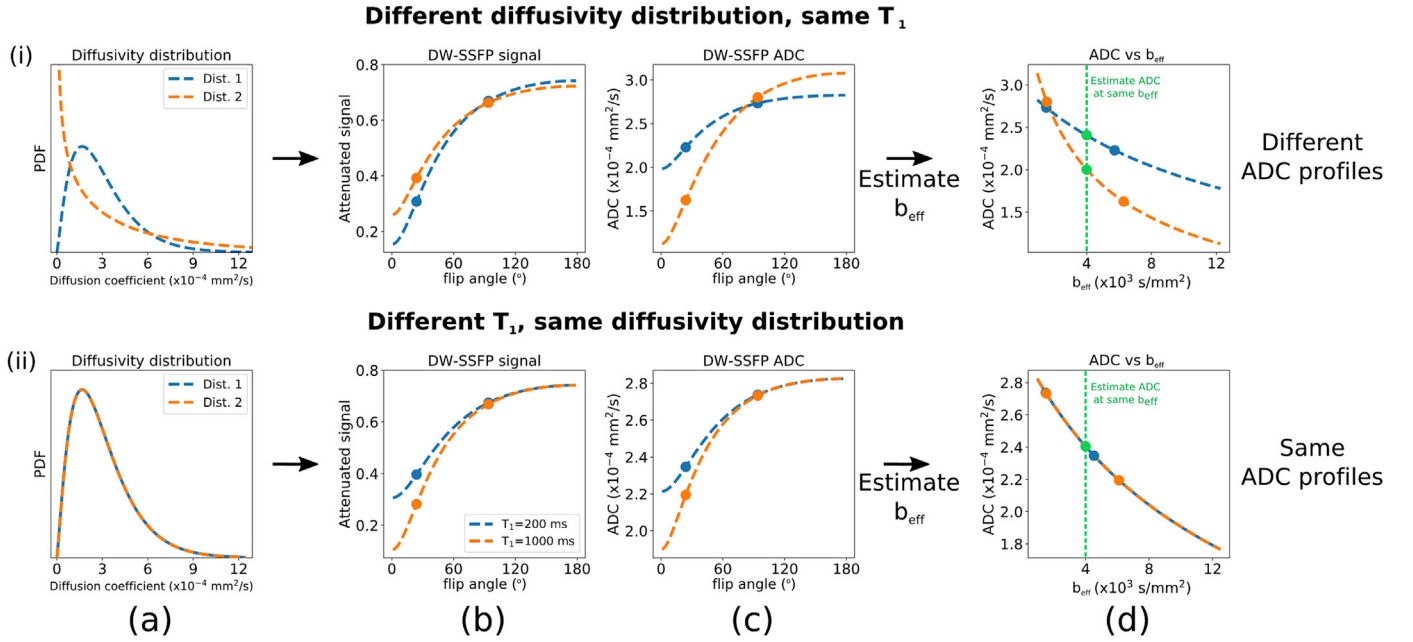 Different diffusivity distribution, same T1
(i)
Diffusivity distribution
Dist. 1
Dist. 2
PDF
0 3 6 9 12
Diffusion coefficient (x10−4 mm2/s)
DW-SSFP signal
Attenuated signal
0.8
0.6
0.4
0.2
0 60 120 180
flip angle (o)
DW-SSFP ADC
ADC (x10−4 mm2/s)
3.0
2.5
2.0
1.5
0 60 120 180
flip angle (o)
Estimate
beff
ADC vs beff
Estimate ADC
at same beff
ADC (x10−4 mm2/s)
3.0
2.5
2.0
1.5
4 8 12
beff (x103 s/mm2)
Different
ADC profiles
Different T1, same diffusivity distribution
(ii)
Diffusivity distribution
Dist. 1
Dist. 2
PDF
0 3 6 9 12
Diffusion coefficient (x10−4 mm2/s)
DW-SSFP signal
Attenuated signal
0.8
0.6
0.4
0.2
T1=200 ms
T1=1000 ms
0 60 120 180
flip angle (o)
DW-SSFP ADC
ADC (x10−4 mm2/s)
2.8
2.6
2.4
2.2
2.0
0 60 120 180
flip angle (o)
Estimate
beff
ADC vs beff
Estimate ADC
at same beff
ADC (x10−4 mm2/s)
2.8
2.6
2.4
2.2
2.0
1.8
4 8 12
beff (x103 s/mm2)
Same
ADC profiles
(a) (b) (c) (d)